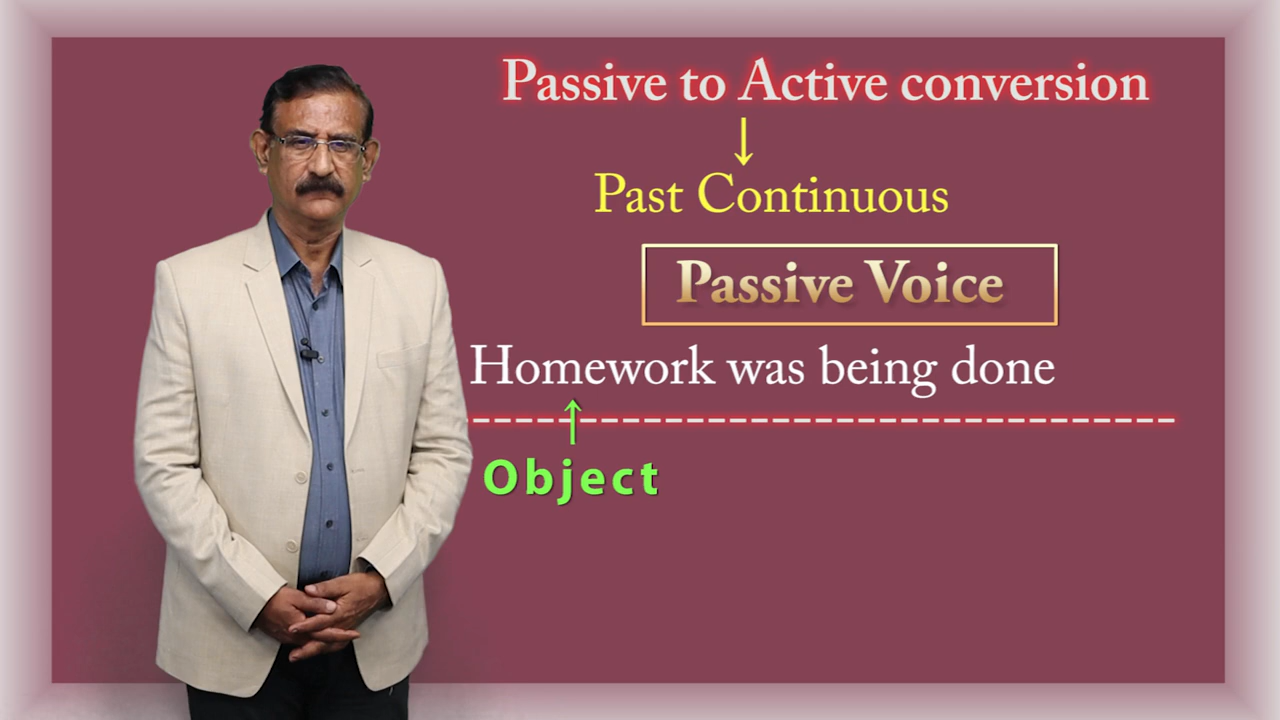 Passive to Active conversion
Past Continuous
Passive Voice
Homework was being done
Object